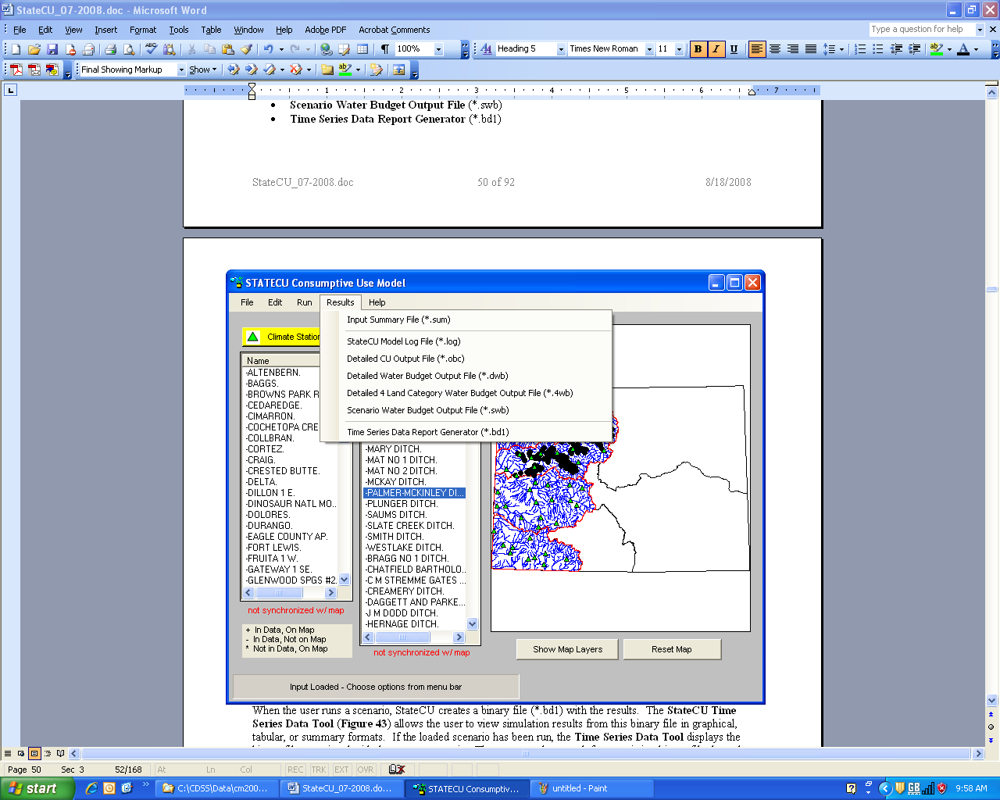 StateCU_07-2008.doc - Microsoft Word
File Edit View Insert Format Tools Table Window Help Adobe PDF Acrobat Comments
Type a question for help
100% Heading 5 Times New Roman 11 B I U
Final Showing Markup Show
1 2 3 4 5 6 7
• Scenario Water Budget Output File (*.swb)
• Time Series Data Report Generator (*.bd1)
StateCU_07-2008.doc 50 of 92 8/18/2008
STATECU Consumptive Use Model
File Edit Run Results Help
Input Summary File (*.sum)
StateCU Model Log File (*.log)
Detailed CU Output File (*.obc)
Detailed Water Budget Output File (*.dwb)
Detailed 4 Land Category Water Budget Output File (*.4wb)
Scenario Water Budget Output File (*.swb)
Time Series Data Report Generator (*.bd1)
Climate Station
Name
-ALTENBERN.
-BAGGS.
-BROWNS PARK R
-CEDAREDGE.
-CIMARRON.
-COCHETOPA CRE
-COLLBRAN.
-CORTEZ.
-CRAIG.
-CRESTED BUTTE.
-DELTA.
-DILLON 1 E.
-DINOSAUR NATL MO..
-DOLORES.
-DURANGO.
-EAGLE COUNTY AP.
-FORT LEWIS.
-FRUITA 1 W.
-GATEWAY 1 SE.
-GLENWOOD SPGS #2.
not synchronized w/ map
+ In Data, On Map
- In Data, Not on Map
* Not in Data, On Map
-MARY DITCH.
-MAT NO 1 DITCH.
-MAT NO 2 DITCH.
-MCKAY DITCH.
-PALMER-MCKINLEY DI...
-PLUNGER DITCH.
-SAUMS DITCH.
-SLATE CREEK DITCH.
-SMITH DITCH.
-WESTLAKE DITCH.
-BRAGG NO 1 DITCH.
-CHATFIELD BARTHOLO..
-C M STREMME GATES ...
-CREAMERY DITCH.
-DAGGETT AND PARKE...
-J M DODD DITCH.
-HERNAGE DITCH.
not synchronized w/ map
Show Map Layers Reset Map
Input Loaded - Choose options from menu bar
When the user runs a scenario, StateCU creates a binary file (*.bd1) with the results. The StateCU Time
Series Data Tool (Figure 43) allows the user to view simulation results from this binary file in graphical,
tabular, or summary formats. If the loaded scenario has been run, the Time Series Data Tool displays the
Page 50 Sec 3 52/168 At Ln Col REC TRK EXT OVR
start C:\CDSS\Data\cm200... StateCU_07-2008.do... STATECU Consumptiv... untitled - Paint GB 9:58 AM